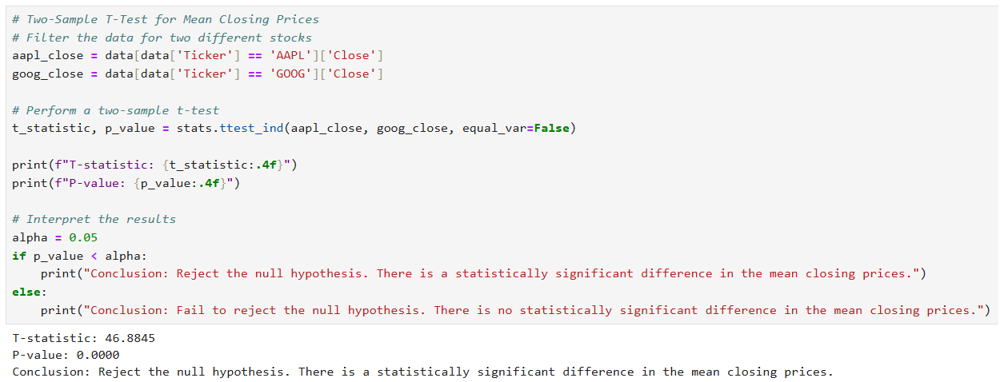 # Two-Sample T-Test for Mean Closing Prices
# Filter the data for two different stocks
aapl_close = data[data['Ticker'] == 'AAPL']['Close']
goog_close = data[data['Ticker'] == 'GOOG']['Close']
# Perform a two-sample t-test
t_statistic, p_value = stats.ttest_ind(aapl_close, goog_close, equal_var=False)
print(f"T-statistic: {t_statistic:.4f}")
print(f"P-value: {p_value:.4f}")
# Interpret the results
alpha = 0.05
if p_value < alpha:
    print("Conclusion: Reject the null hypothesis. There is a statistically significant difference in the mean closing prices.")
else:
    print("Conclusion: Fail to reject the null hypothesis. There is no statistically significant difference in the mean closing prices.")
T-statistic: 46.8845
P-value: 0.0000
Conclusion: Reject the null hypothesis. There is a statistically significant difference in the mean closing prices.